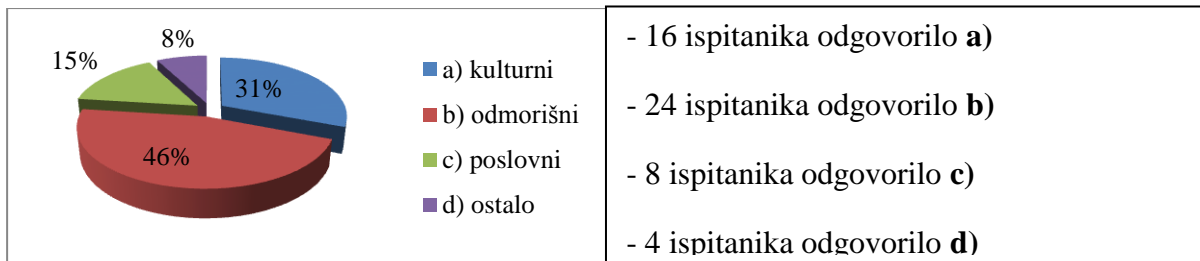 8%
15%
31%
46%
a) kulturni
b) odmorišni
c) poslovni
d) ostalo
- 16 ispitanika odgovorilo a)
- 24 ispitanika odgovorilo b)
- 8 ispitanika odgovorilo c)
- 4 ispitanika odgovorilo d)